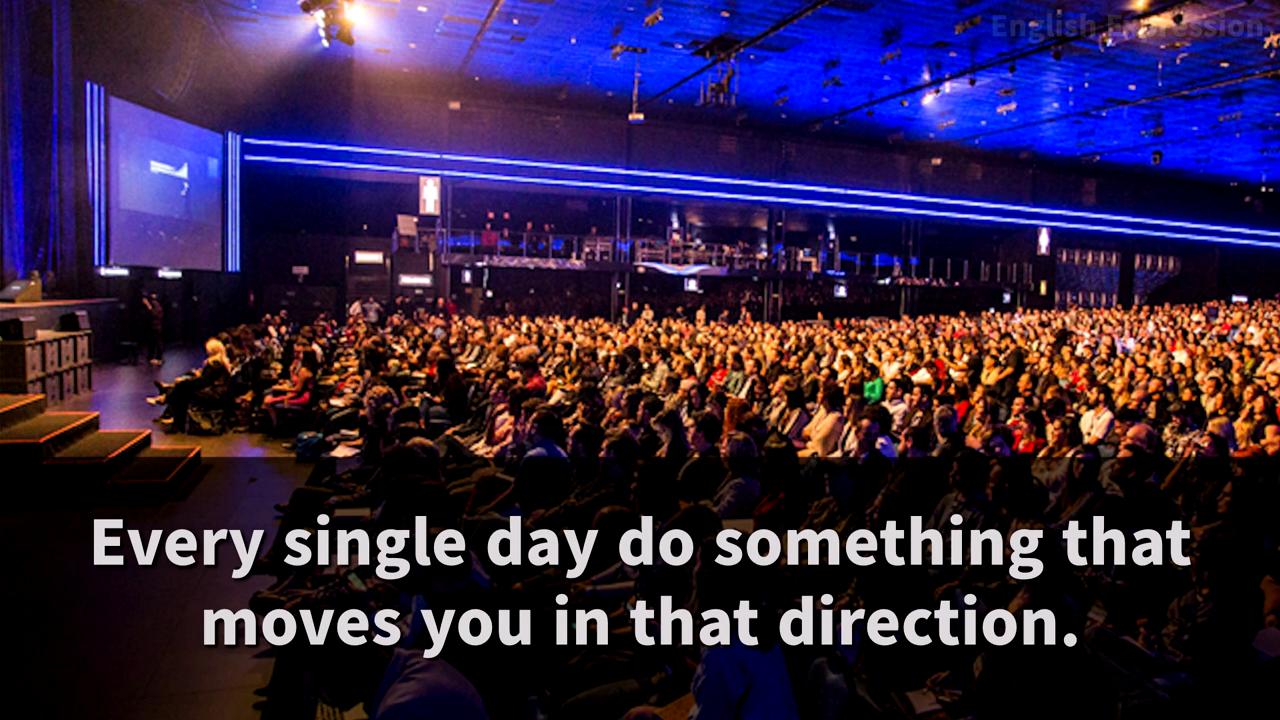 English Expression.
Every single day do something that
moves you in that direction.